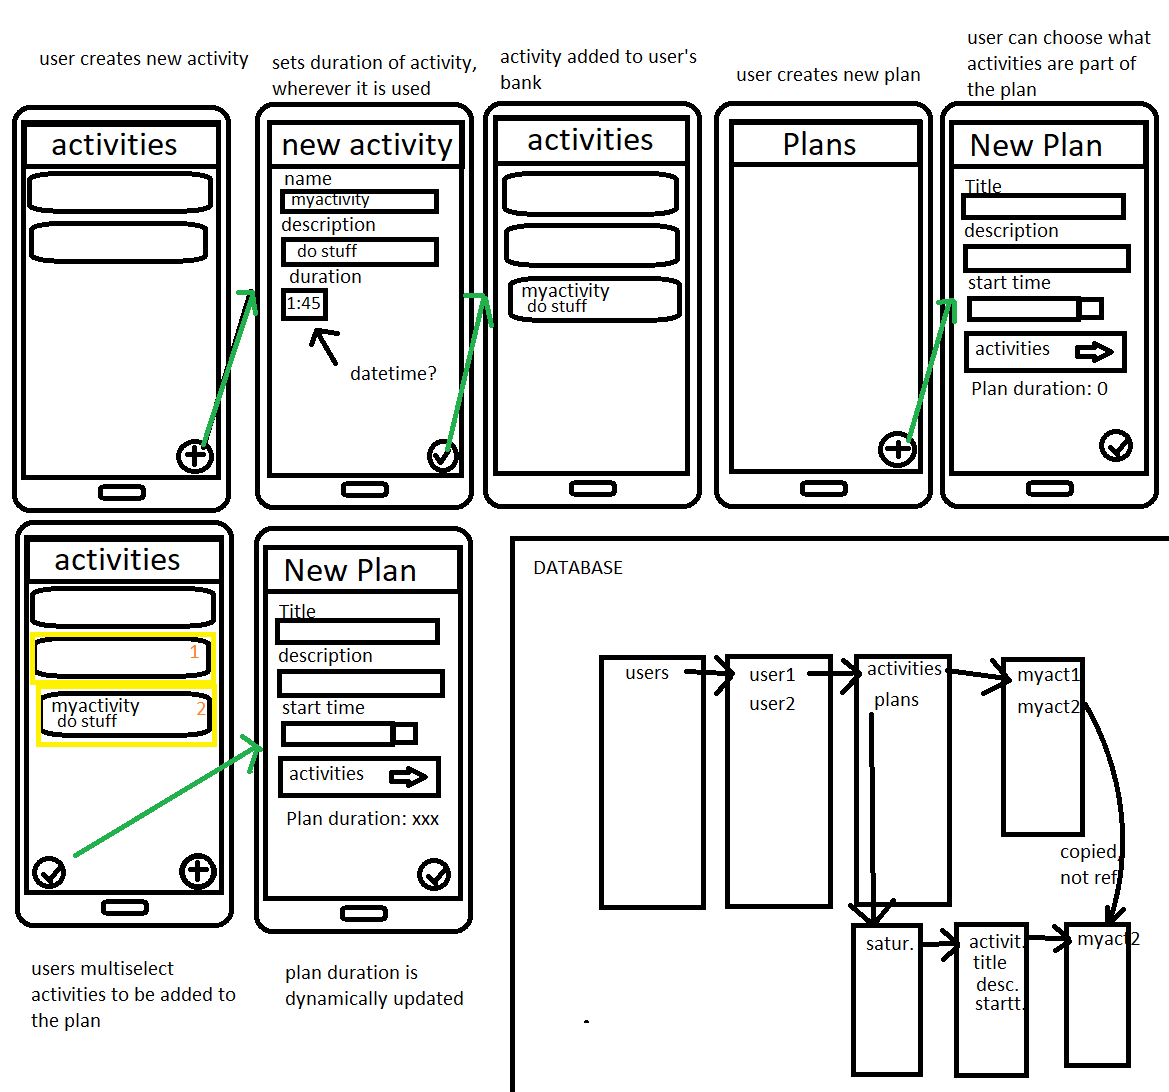 user creates new activity
sets duration of activity,
wherever it is used
activity added to user's
bank
user creates new plan
user can choose what
activities are part of
the plan
activities
new activity
name
myactivity
description
do stuff
duration
1:45
datetime?
activities
myactivity
do stuff
Plans
New Plan
Title
description
start time
activities
Plan duration: 0
activities
1
myactivity
do stuff
2
users multiselect
activities to be added to
the plan
New Plan
Title
description
start time
activities
Plan duration: xxx
plan duration is
dynamically updated
DATABASE
users
user1
user2
activities
plans
myact1
myact2
copied,
not ref
satur.
activit.
title
desc.
startt.
myact2